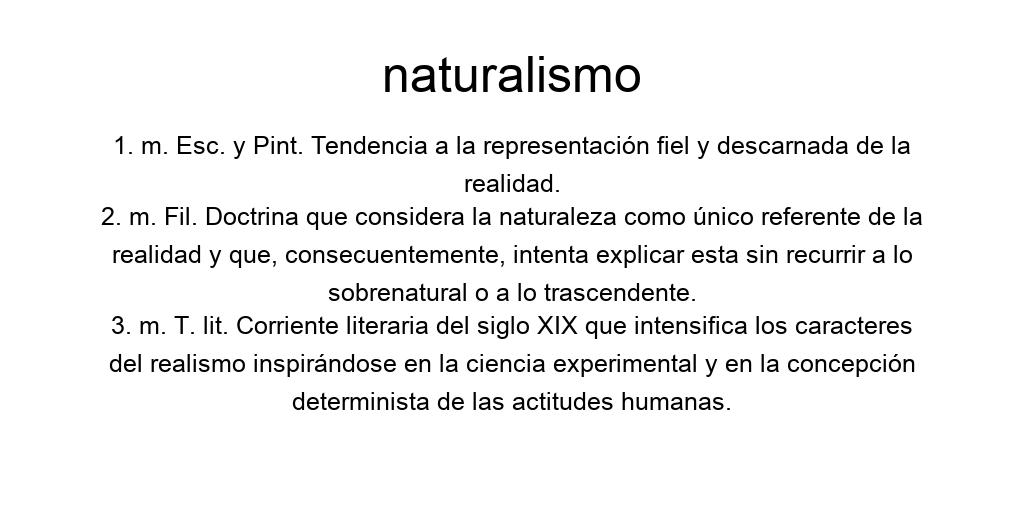 naturalismo
1. m. Esc. y Pint. Tendencia a la representación fiel y descarnada de la
realidad.
2. m. Fil. Doctrina que considera la naturaleza como único referente de la
realidad y que, consecuentemente, intenta explicar esta sin recurrir a lo
sobrenatural o a lo trascendente.
3. m. T. lit. Corriente literaria del siglo XIX que intensifica los caracteres
del realismo inspirándose en la ciencia experimental y en la concepción
determinista de las actitudes humanas.